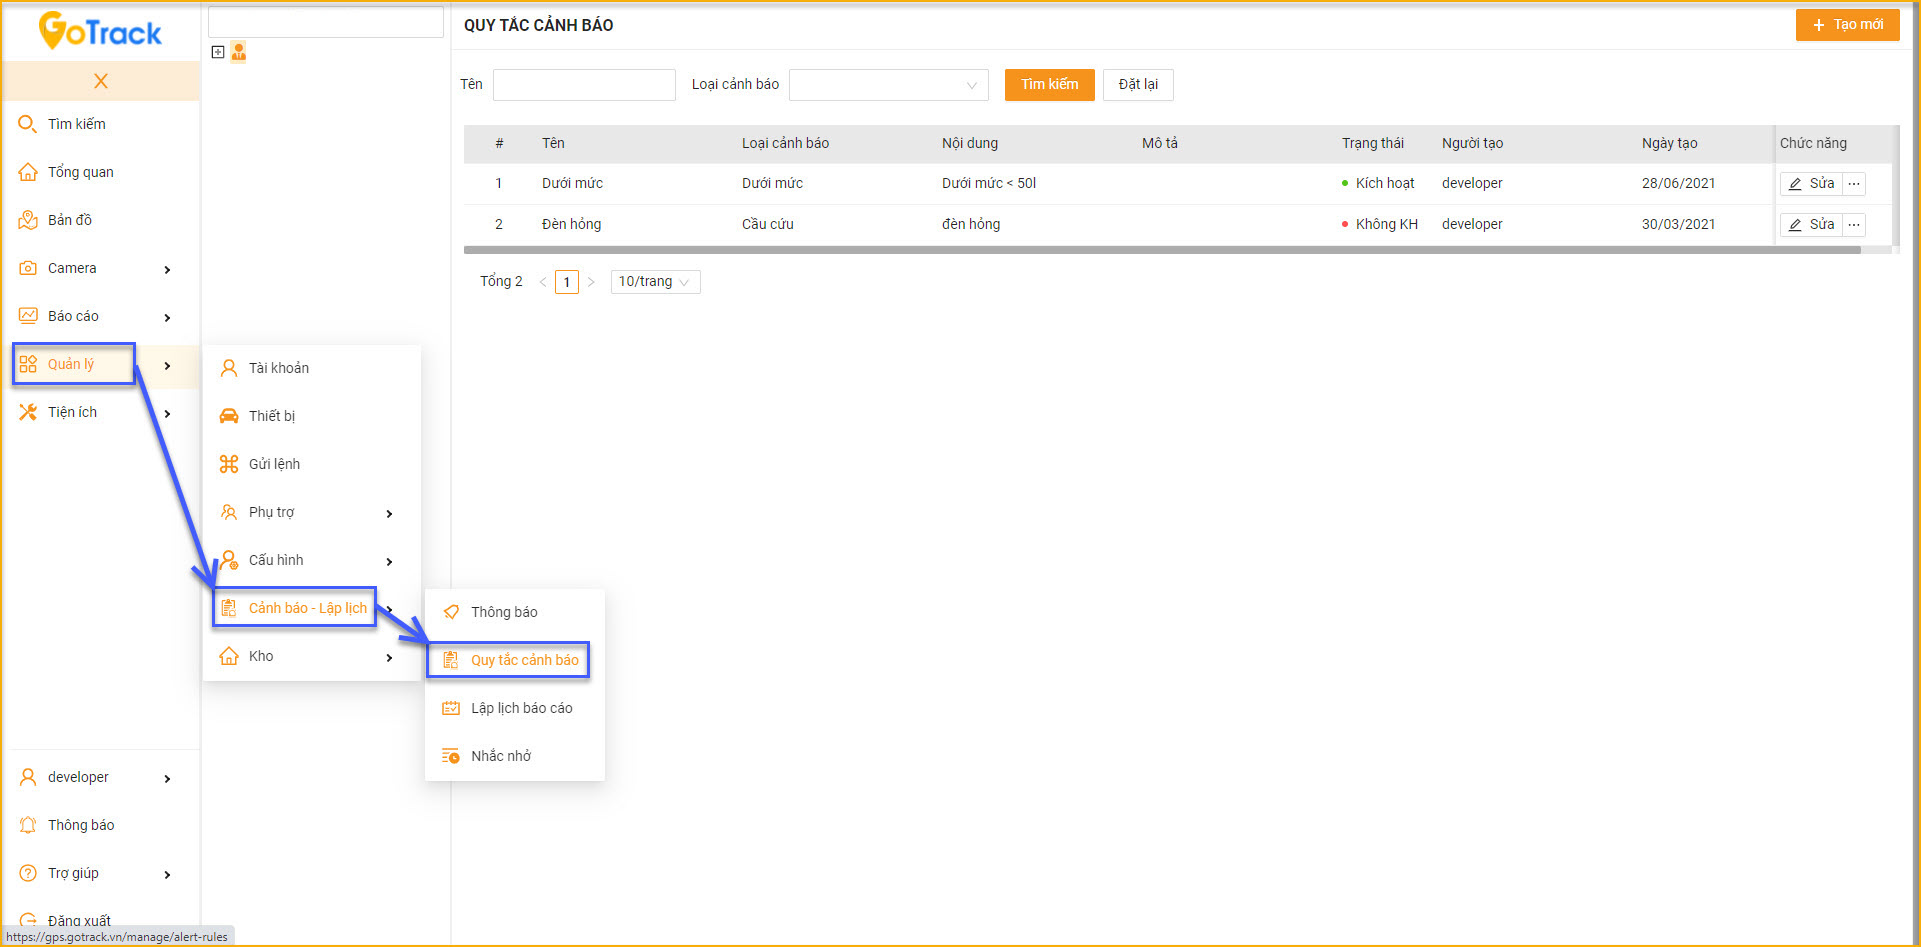 GoTrack
Tìm kiếm
Tổng quan
Bản đồ
Camera
Báo cáo
Quản lý
Tiện ích
developer
Thông báo
Trợ giúp
Đăng xuất
https://gps.gotrack.vn/manage/alert-rules
Tài khoản
Thiết bị
Gửi lệnh
Phụ trợ
Cấu hình
Cảnh báo - Lập lịch
Kho
Thông báo
Quy tắc cảnh báo
Lập lịch báo cáo
Nhắc nhở
QUY TẮC CẢNH BÁO
+ Tạo mới
Tên Loại cảnh báo Tìm kiếm Đặt lại
# Tên Loại cảnh báo Nội dung Mô tả Trạng thái Người tạo Ngày tạo Chức năng
1 Dưới mức Dưới mức Dưới mức < 50l Kích hoạt developer 28/06/2021 Sửa ...
2 Đèn hỏng Cầu cứu đèn hỏng Không KH developer 30/03/2021 Sửa ...
Tổng 2 < 1 > 10/trang